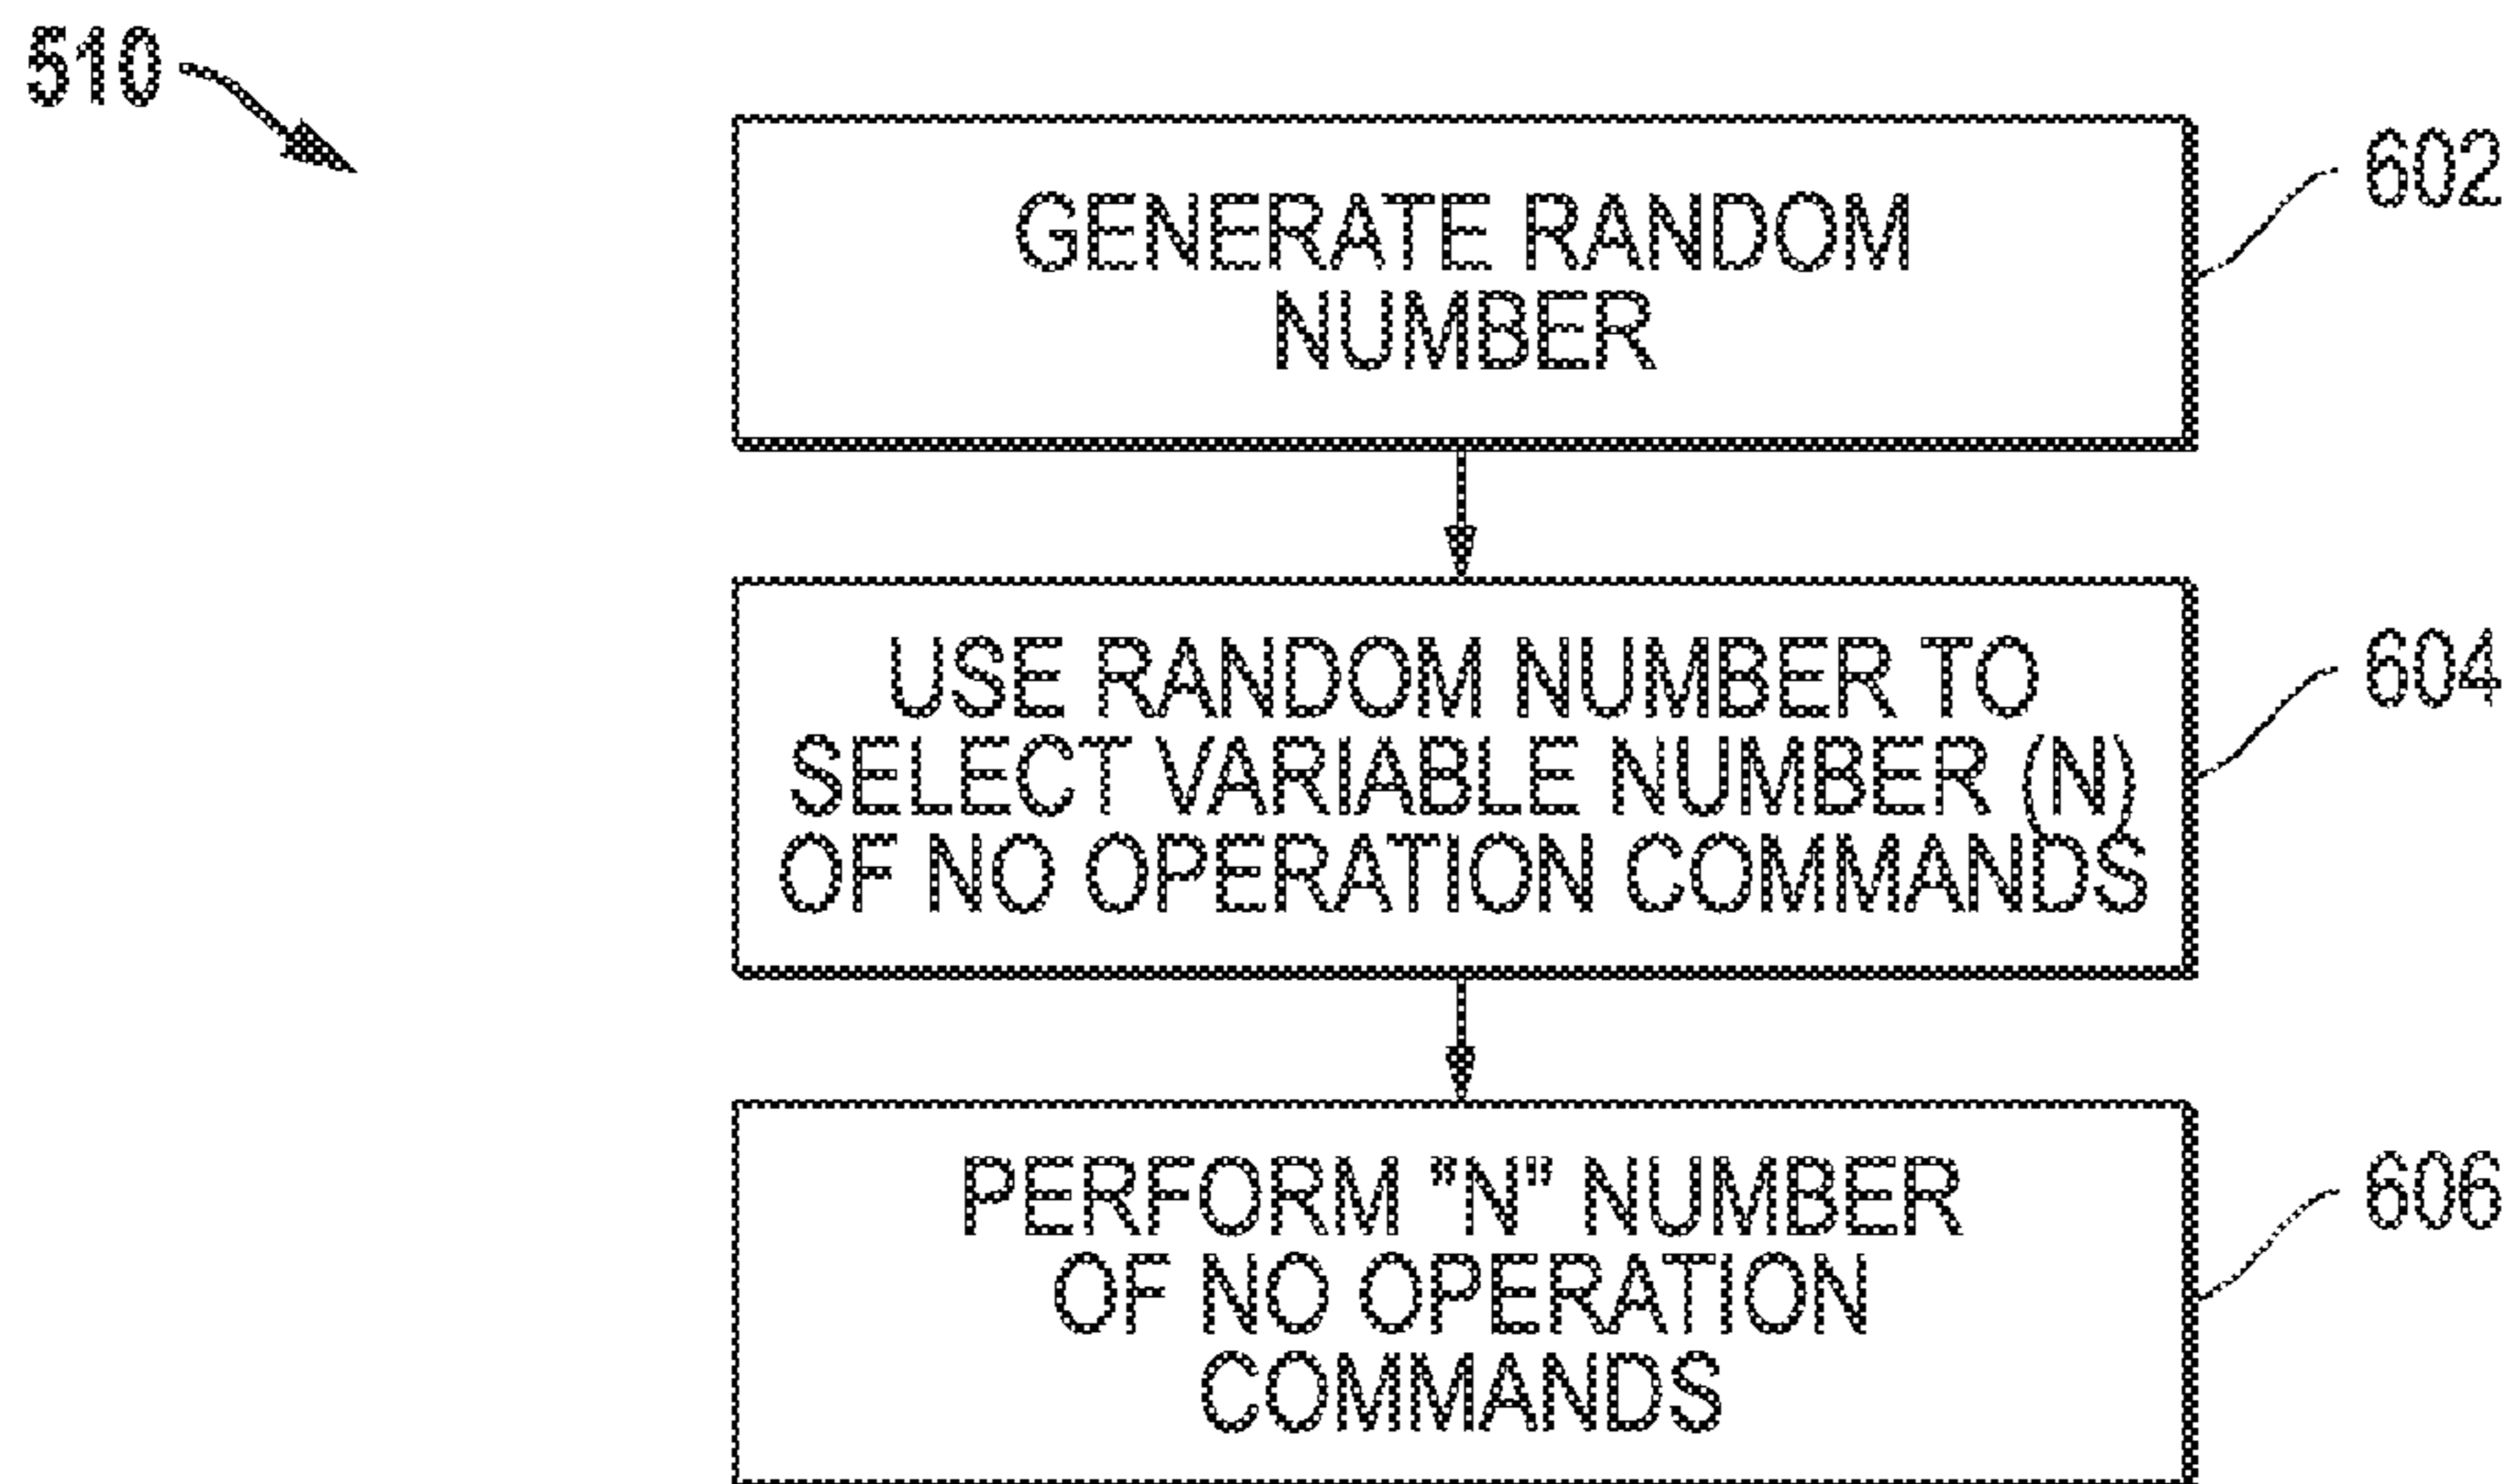 510
GENERATE RANDOM
NUMBER
602
USE RANDOM NUMBER TO
SELECT VARIABLE NUMBER (N)
OF NO OPERATION COMMANDS
604
PERFORM "N" NUMBER
OF NO OPERATION
COMMANDS
606